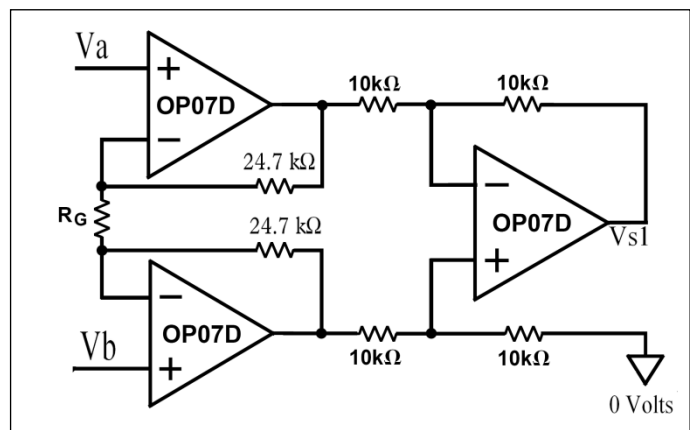 Va
+
OP07D
−
10kΩ
10kΩ
24.7 kΩ
RG
24.7 kΩ
−
OP07D
+
Vs1
−
OP07D
+
Vb
10kΩ
10kΩ
0 Volts